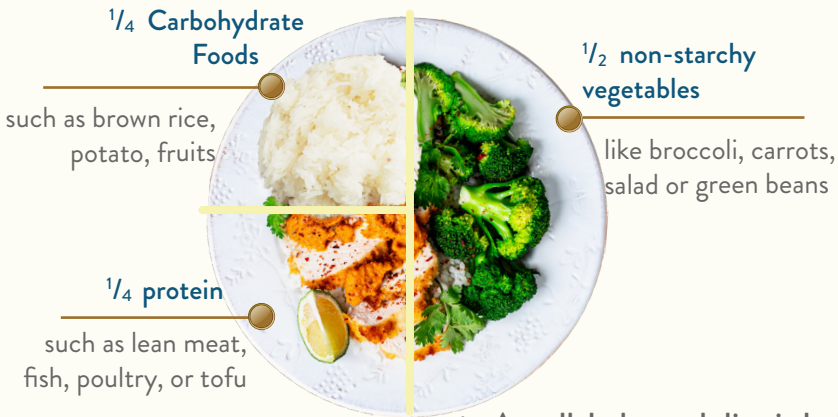 1/4 Carbohydrate
Foods
such as brown rice,
potato, fruits
1/2 non-starchy
vegetables
like broccoli, carrots,
salad or green beans
1/4 protein
such as lean meat,
fish, poultry, or tofu